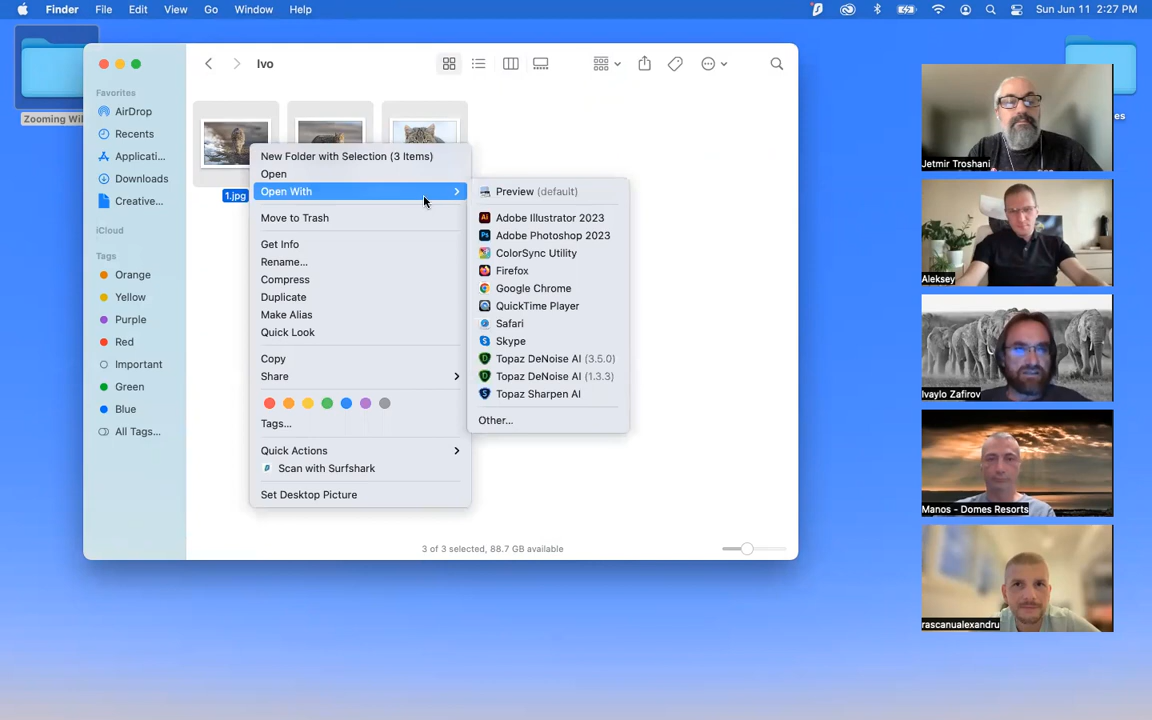 Finder File Edit View Go Window Help
Sun Jun 11 2:27 PM
Ivo
Favorites
AirDrop
Recents
Applicati...
Downloads
Creative...
iCloud
Tags
Orange
Yellow
Purple
Red
Important
Green
Blue
All Tags...
1.jpg
New Folder with Selection (3 Items)
Open
Open With
Move to Trash
Get Info
Rename...
Compress
Duplicate
Make Alias
Quick Look
Copy
Share
Tags...
Quick Actions
Scan with Surfshark
Set Desktop Picture
Preview (default)
Adobe Illustrator 2023
Adobe Photoshop 2023
ColorSync Utility
Firefox
Google Chrome
QuickTime Player
Safari
Skype
Topaz DeNoise AI (3.5.0)
Topaz DeNoise AI (1.3.3)
Topaz Sharpen AI
Other...
3 of 3 selected, 88.7 GB available
Zooming Wil
Jetmir Troshani
Aleksey
Ivaylo Zafirov
Manos - Domes Resorts
rascanualexandru